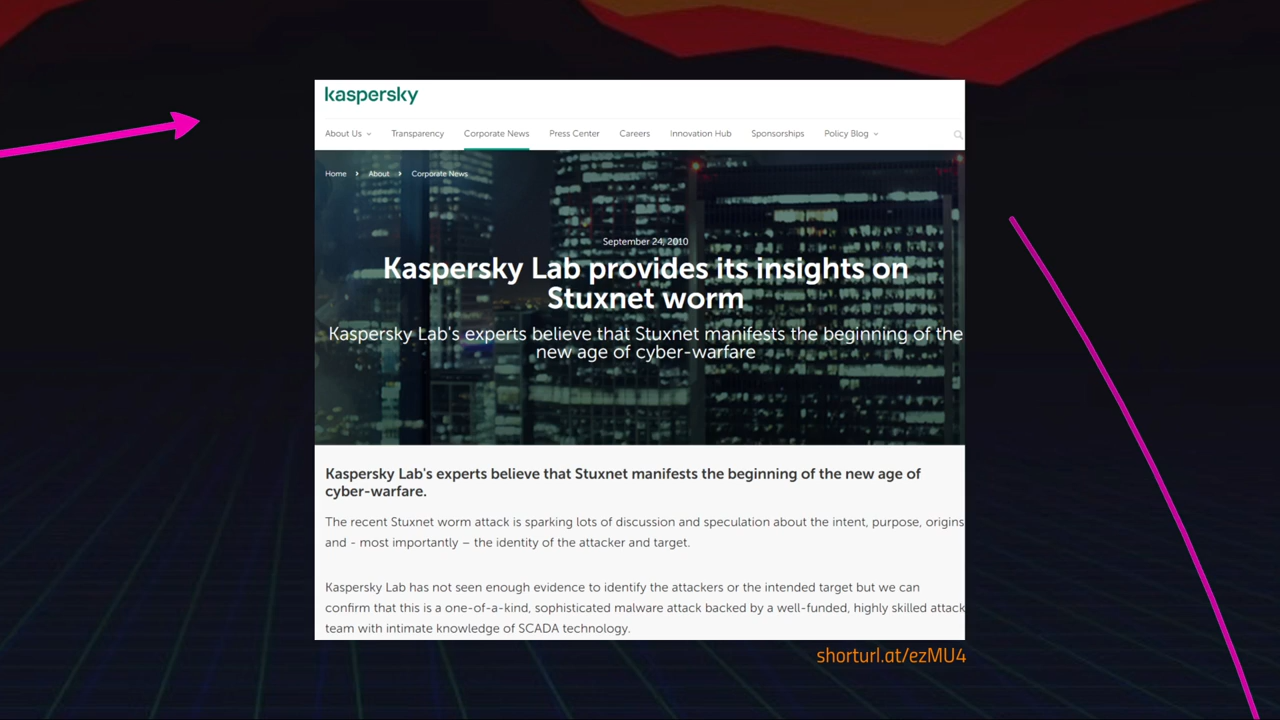 kaspersky
About Us Transparency Corporate News Press Center Careers Innovation Hub Sponsorships Policy Blog
Home > About > Corporate News
September 24, 2010
Kaspersky Lab provides its insights on
Stuxnet worm
Kaspersky Lab's experts believe that Stuxnet manifests the beginning of the
new age of cyber-warfare
Kaspersky Lab's experts believe that Stuxnet manifests the beginning of the new age of
cyber-warfare.
The recent Stuxnet worm attack is sparking lots of discussion and speculation about the intent, purpose, origins
and - most importantly – the identity of the attacker and target.
Kaspersky Lab has not seen enough evidence to identify the attackers or the intended target but we can
confirm that this is a one-of-a-kind, sophisticated malware attack backed by a well-funded, highly skilled attack
team with intimate knowledge of SCADA technology.
shorturl.at/ezMU4